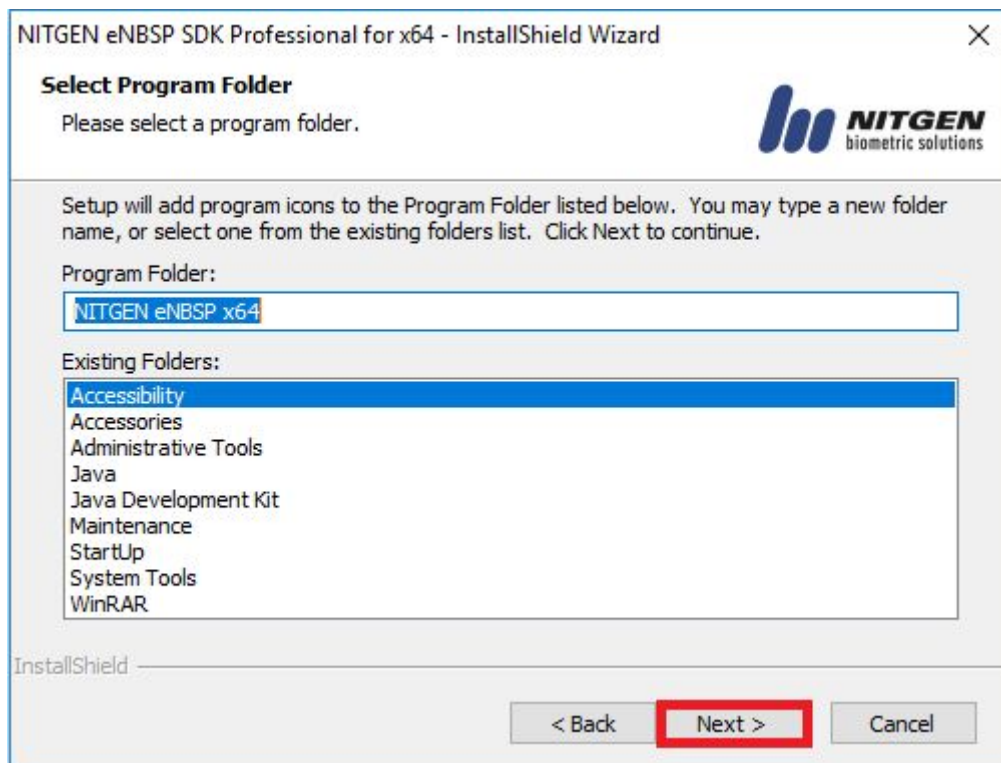 NITGEN eNBSP SDK Professional for x64 - InstallShield Wizard
Select Program Folder
Please select a program folder.
NITGEN
biometric solutions
Setup will add program icons to the Program Folder listed below.  You may type a new folder
name, or select one from the existing folders list.  Click Next to continue.
Program Folder:
NITGEN eNBSP x64
Existing Folders:
Accessibility
Accessories
Administrative Tools
Java
Java Development Kit
Maintenance
StartUp
System Tools
WinRAR
InstallShield
< Back
Next >
Cancel